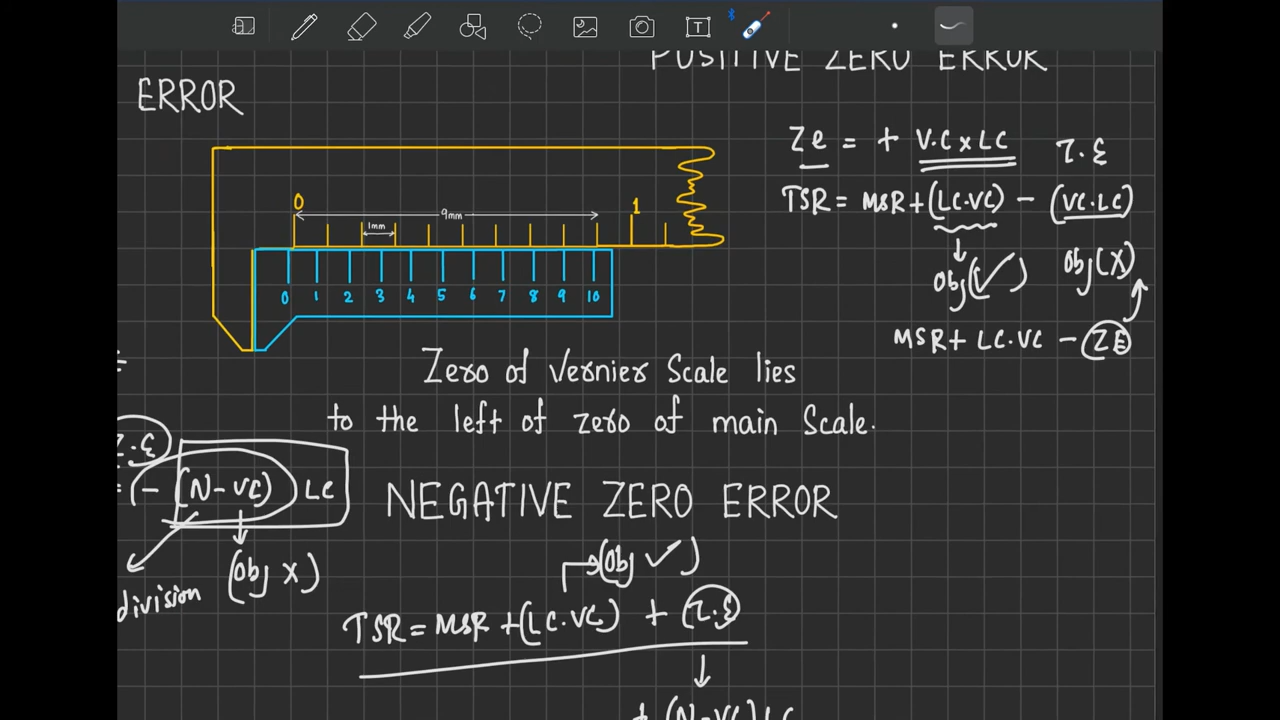 POSITIVE ZERO ERROR
ERROR
Ze = + V.C x LC
Z.E
TSR = MSR + (LC.VC) - (VC.LC)
Obj (✓)
Obj (X)
MSR + LC.VC - ZE
0 1
9mm
1mm
0 1 2 3 4 5 6 7 8 9 10
Zero of Vernier Scale lies
to the left of zero of main Scale.
Z.E
= (- (N-VC) LC
NEGATIVE ZERO ERROR
(Obj X)
division
(Obj ✓)
TSR = MSR + (LC.VC) + (Z.E)
+ (N-VC) LC
T